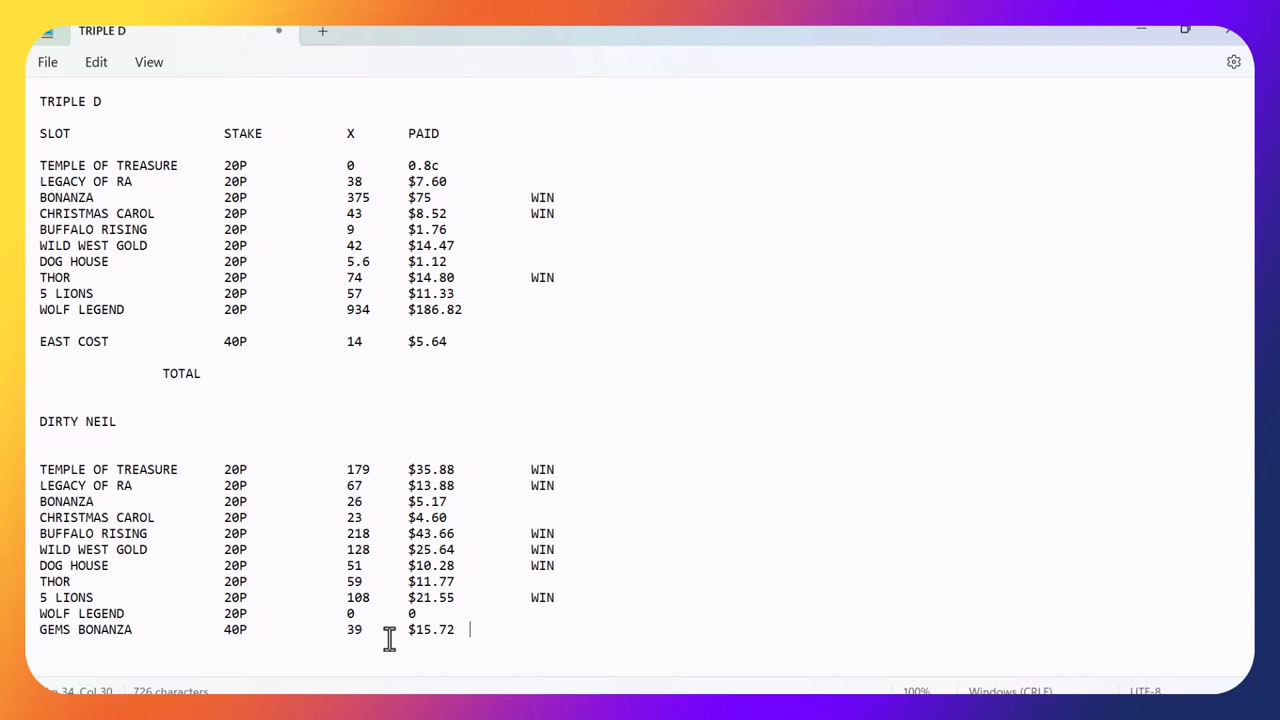 TRIPLE D
File Edit View
TRIPLE D
SLOT STAKE X PAID
TEMPLE OF TREASURE 20P 0 0.8c
LEGACY OF RA 20P 38 $7.60
BONANZA 20P 375 $75 WIN
CHRISTMAS CAROL 20P 43 $8.52 WIN
BUFFALO RISING 20P 9 $1.76
WILD WEST GOLD 20P 42 $14.47
DOG HOUSE 20P 5.6 $1.12
THOR 20P 74 $14.80 WIN
5 LIONS 20P 57 $11.33
WOLF LEGEND 20P 934 $186.82
EAST COST 40P 14 $5.64
TOTAL
DIRTY NEIL
TEMPLE OF TREASURE 20P 179 $35.88 WIN
LEGACY OF RA 20P 67 $13.88 WIN
BONANZA 20P 26 $5.17
CHRISTMAS CAROL 20P 23 $4.60
BUFFALO RISING 20P 218 $43.66 WIN
WILD WEST GOLD 20P 128 $25.64 WIN
DOG HOUSE 20P 51 $10.28 WIN
THOR 20P 59 $11.77
5 LIONS 20P 108 $21.55 WIN
WOLF LEGEND 20P 0 0
GEMS BONANZA 40P 39 $15.72
34, Col 30 726 characters 100% Windows (CRLF) UTF-8